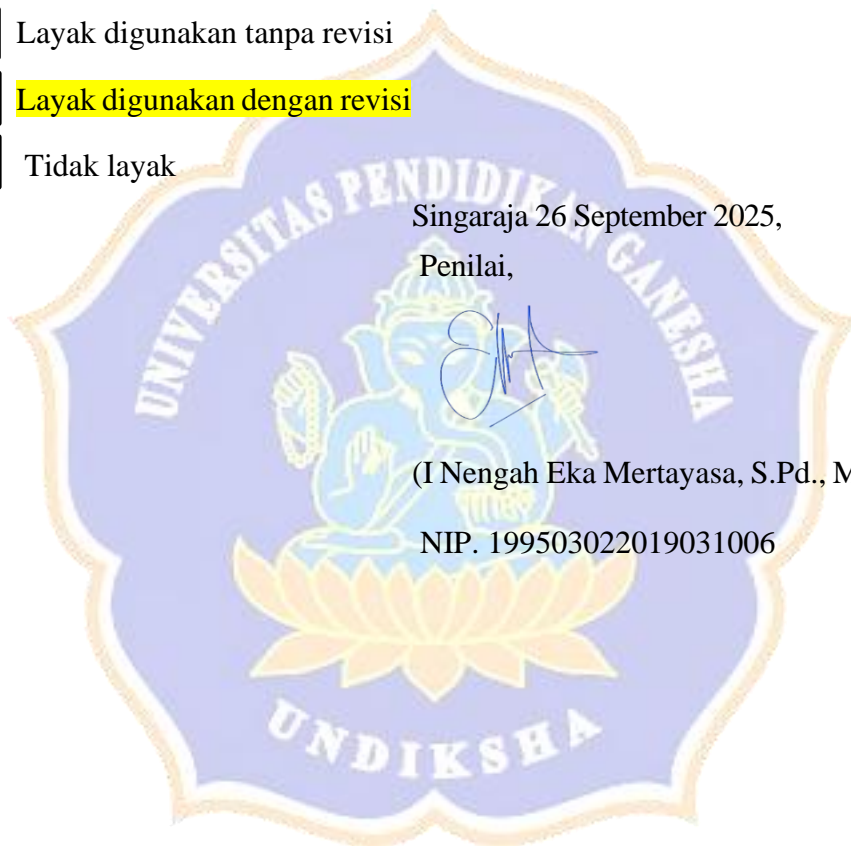 Layak digunakan tanpa revisi
Layak digunakan dengan revisi
Tidak layak
Singaraja 26 September 2025,
Penilai,
(I Nengah Eka Mertayasa, S.Pd., M
NIP. 199503022019031006
UNIVERSITAS PENDIDIKAN GANESHA
UNDIKSHA